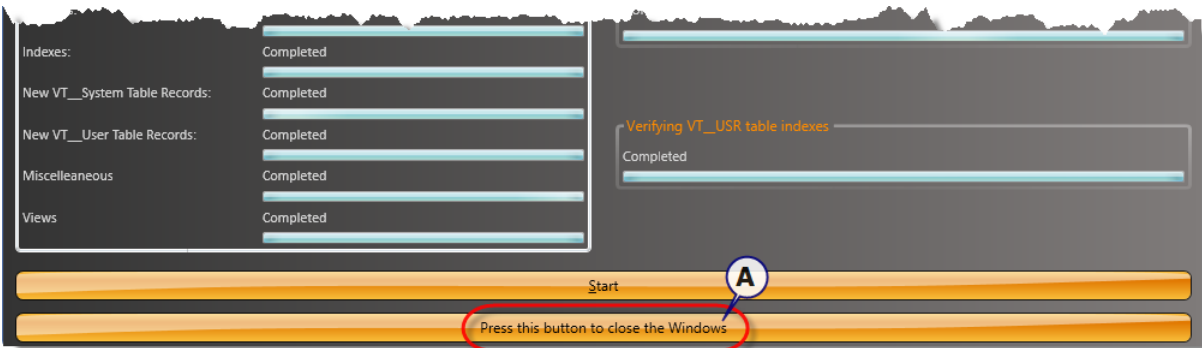 Indexes: Completed
New VT__System Table Records: Completed
New VT__User Table Records: Completed
Miscelleaneous Completed
Views Completed
Verifying VT__USR table indexes
Completed
Start
A
Press this button to close the Windows